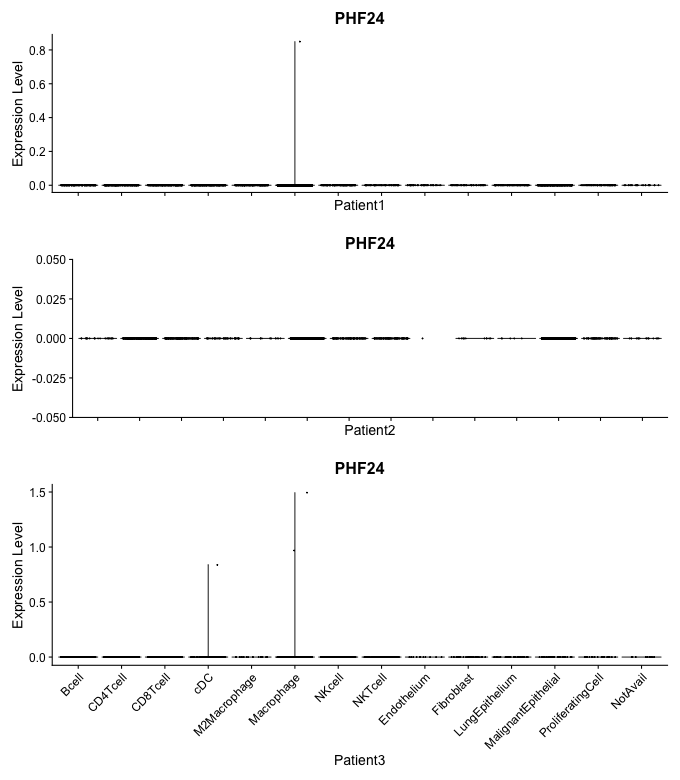 PHF24
Expression Level
0.8
0.6
0.4
0.2
0.0
Patient1
PHF24
Expression Level
0.050
0.025
0.000
-0.025
-0.050
Patient2
PHF24
Expression Level
1.5
1.0
0.5
0.0
Bcell
CD4Tcell
CD8Tcell
cDC
M2Macrophage
Macrophage
NKcell
NKTcell
Endothelium
Fibroblast
LungEpithelium
MalignantEpithelial
ProliferatingCell
NotAvail
Patient3